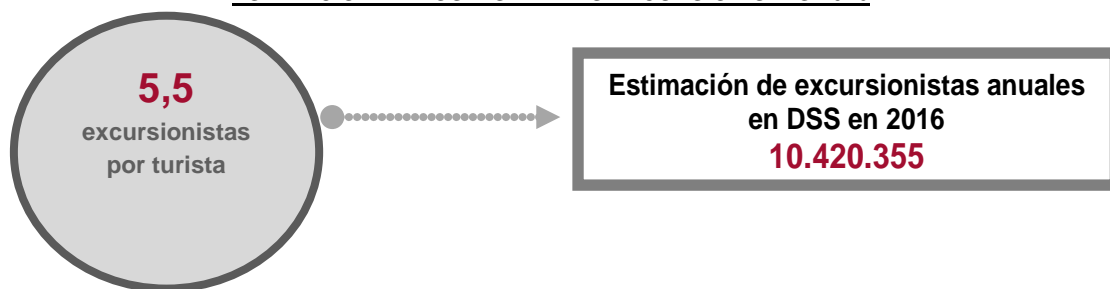 5,5
excursionistas
por turista
Estimación de excursionistas anuales
en DSS en 2016
10.420.355